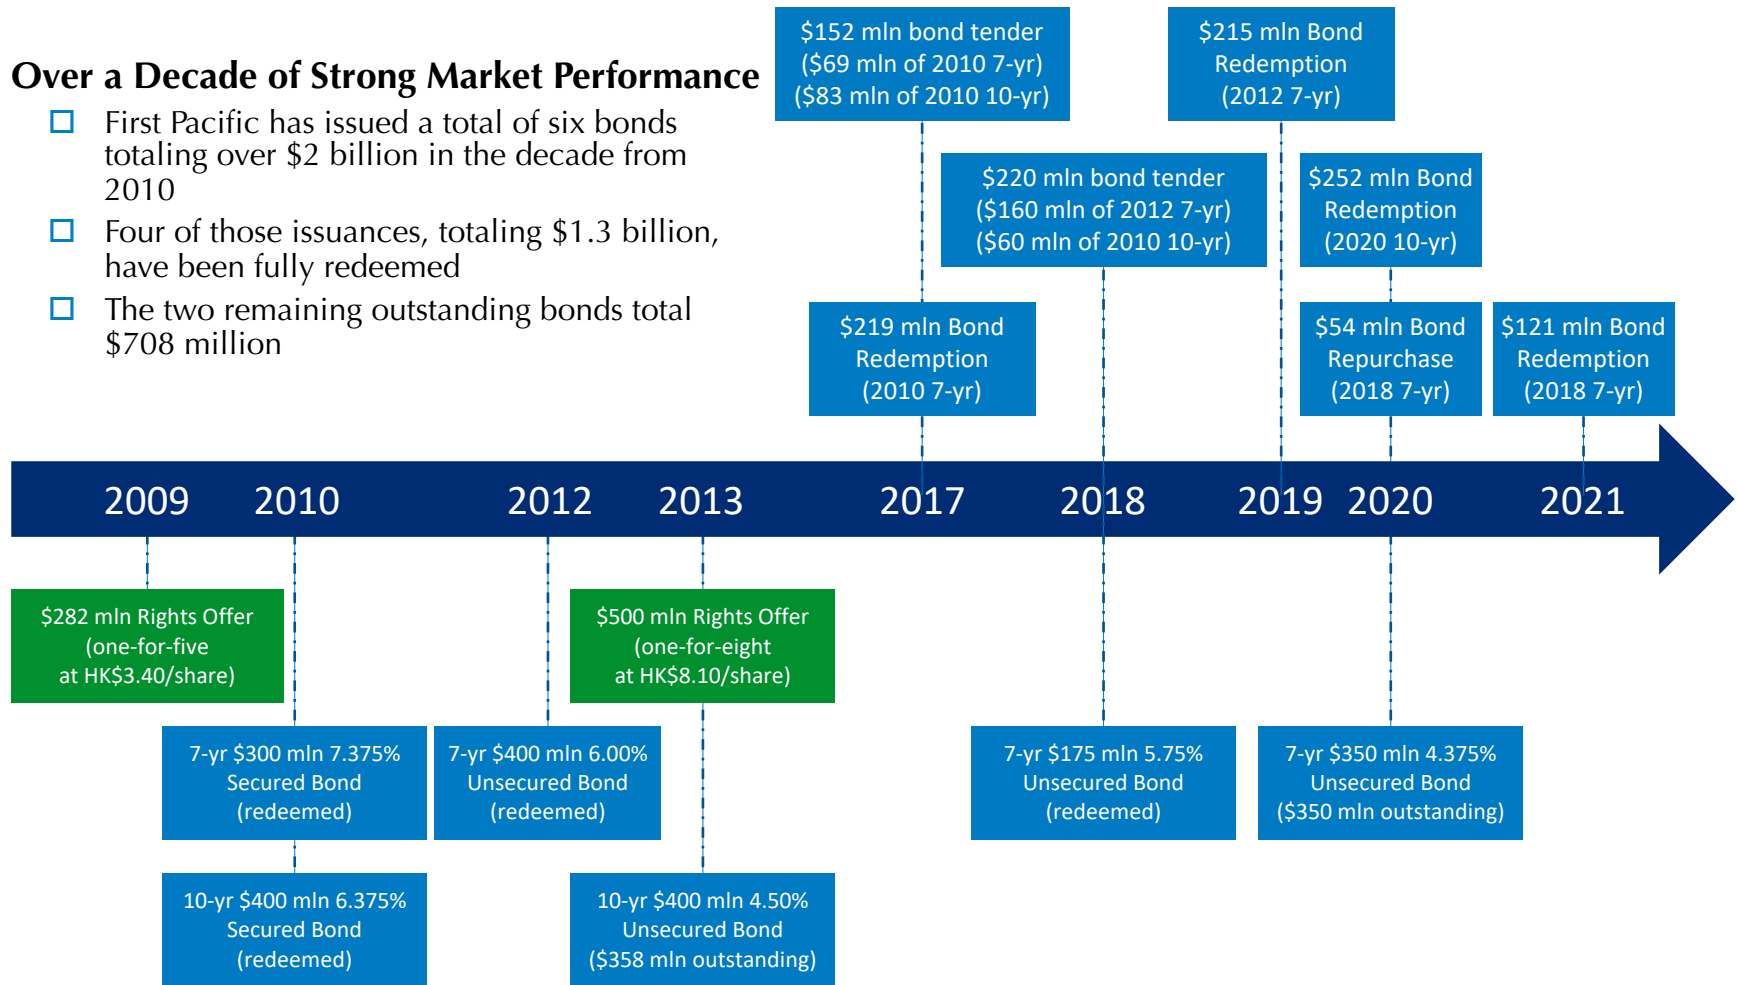 Over a Decade of Strong Market Performance
First Pacific has issued a total of six bonds
totaling over $2 billion in the decade from
2010
Four of those issuances, totaling $1.3 billion,
have been fully redeemed
The two remaining outstanding bonds total
$708 million
$152 mln bond tender
($69 mln of 2010 7-yr)
($83 mln of 2010 10-yr)
$215 mln Bond
Redemption
(2012 7-yr)
$220 mln bond tender
($160 mln of 2012 7-yr)
($60 mln of 2010 10-yr)
$252 mln Bond
Redemption
(2020 10-yr)
$219 mln Bond
Redemption
(2010 7-yr)
$54 mln Bond
Repurchase
(2018 7-yr)
$121 mln Bond
Redemption
(2018 7-yr)
2009 2010 2012 2013 2017 2018 2019 2020 2021
$282 mln Rights Offer
(one-for-five
at HK$3.40/share)
$500 mln Rights Offer
(one-for-eight
at HK$8.10/share)
7-yr $300 mln 7.375%
Secured Bond
(redeemed)
7-yr $400 mln 6.00%
Unsecured Bond
(redeemed)
7-yr $175 mln 5.75%
Unsecured Bond
(redeemed)
7-yr $350 mln 4.375%
Unsecured Bond
($350 mln outstanding)
10-yr $400 mln 6.375%
Secured Bond
(redeemed)
10-yr $400 mln 4.50%
Unsecured Bond
($358 mln outstanding)